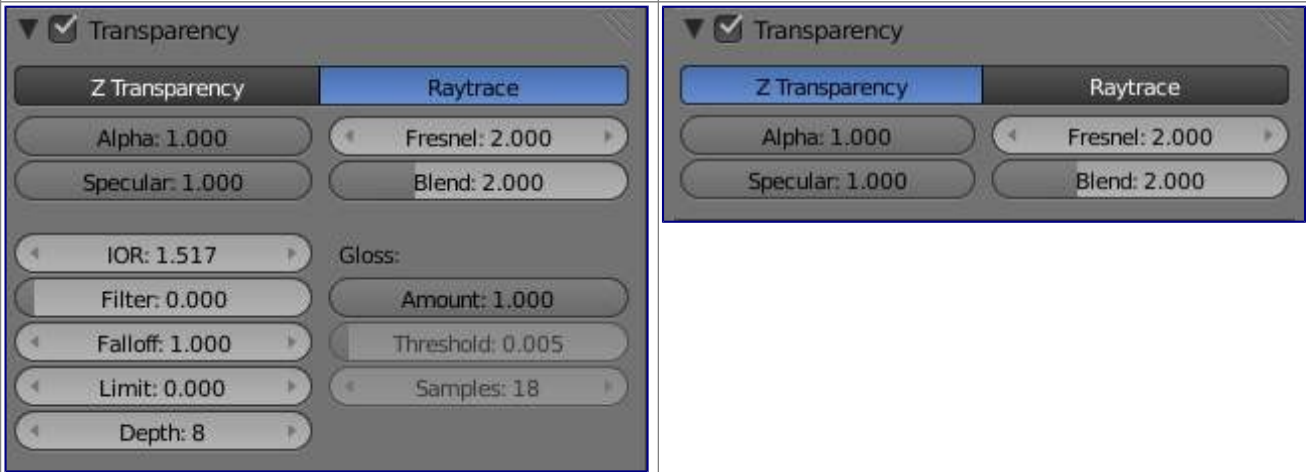 Transparency
Z Transparency Raytrace
Alpha: 1.000 Fresnel: 2.000
Specular: 1.000 Blend: 2.000
IOR: 1.517 Gloss:
Filter: 0.000 Amount: 1.000
Falloff: 1.000 Threshold: 0.005
Limit: 0.000 Samples: 18
Depth: 8
Transparency
Z Transparency Raytrace
Alpha: 1.000 Fresnel: 2.000
Specular: 1.000 Blend: 2.000